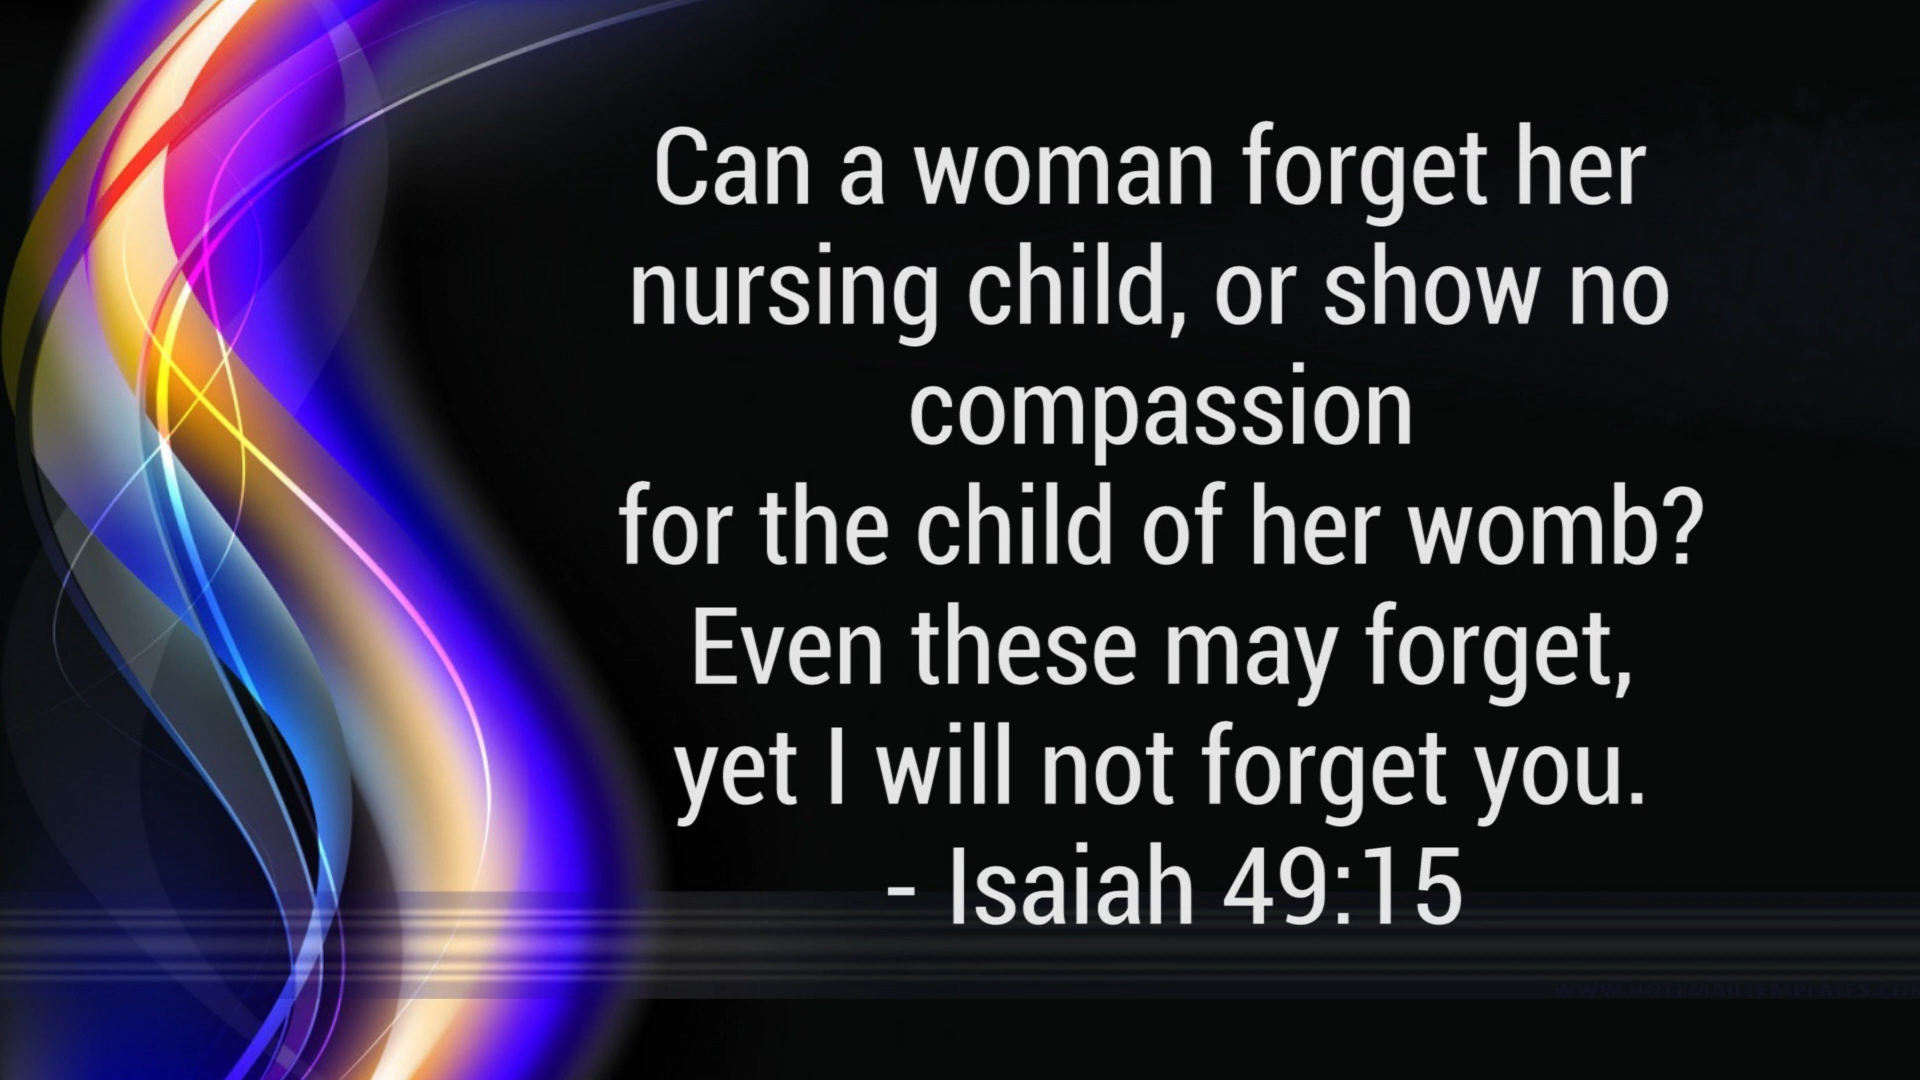 Can a woman forget her
nursing child, or show no
compassion
for the child of her womb?
Even these may forget,
yet I will not forget you.
- Isaiah 49:15